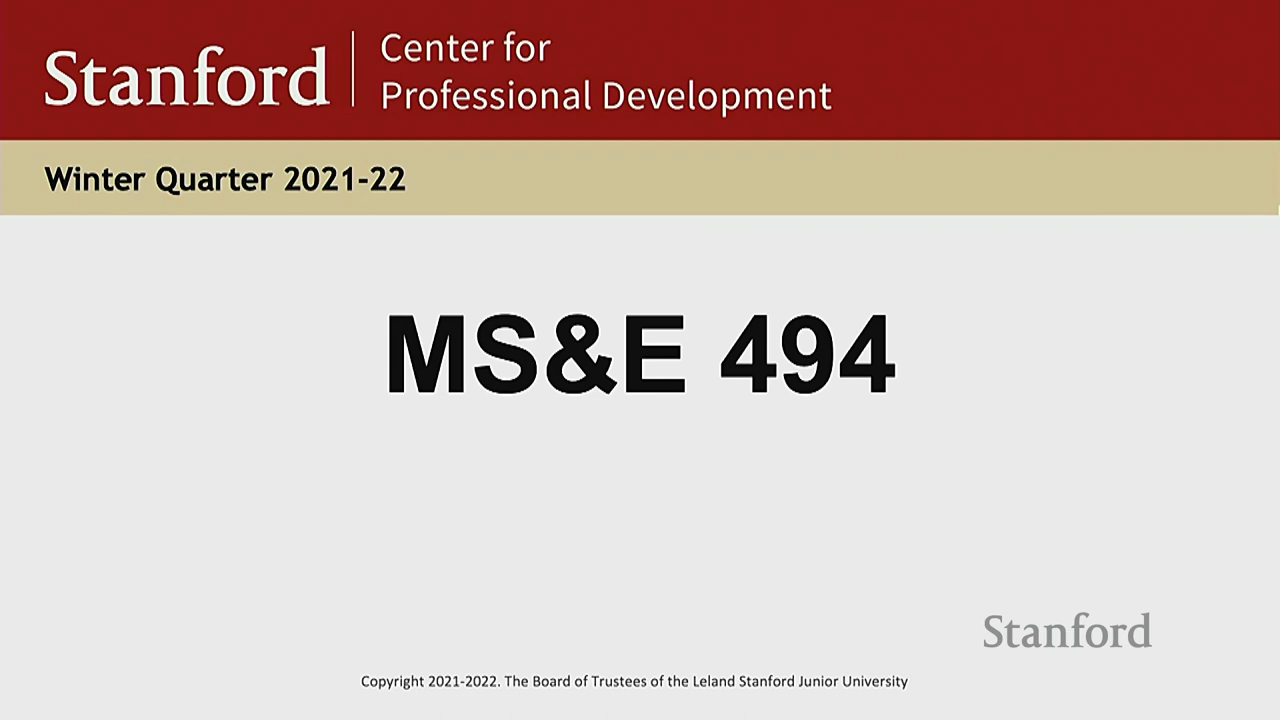 Stanford
Center for
Professional Development
Winter Quarter 2021-22
MS&E 494
Stanford
Copyright 2021-2022. The Board of Trustees of the Leland Stanford Junior University